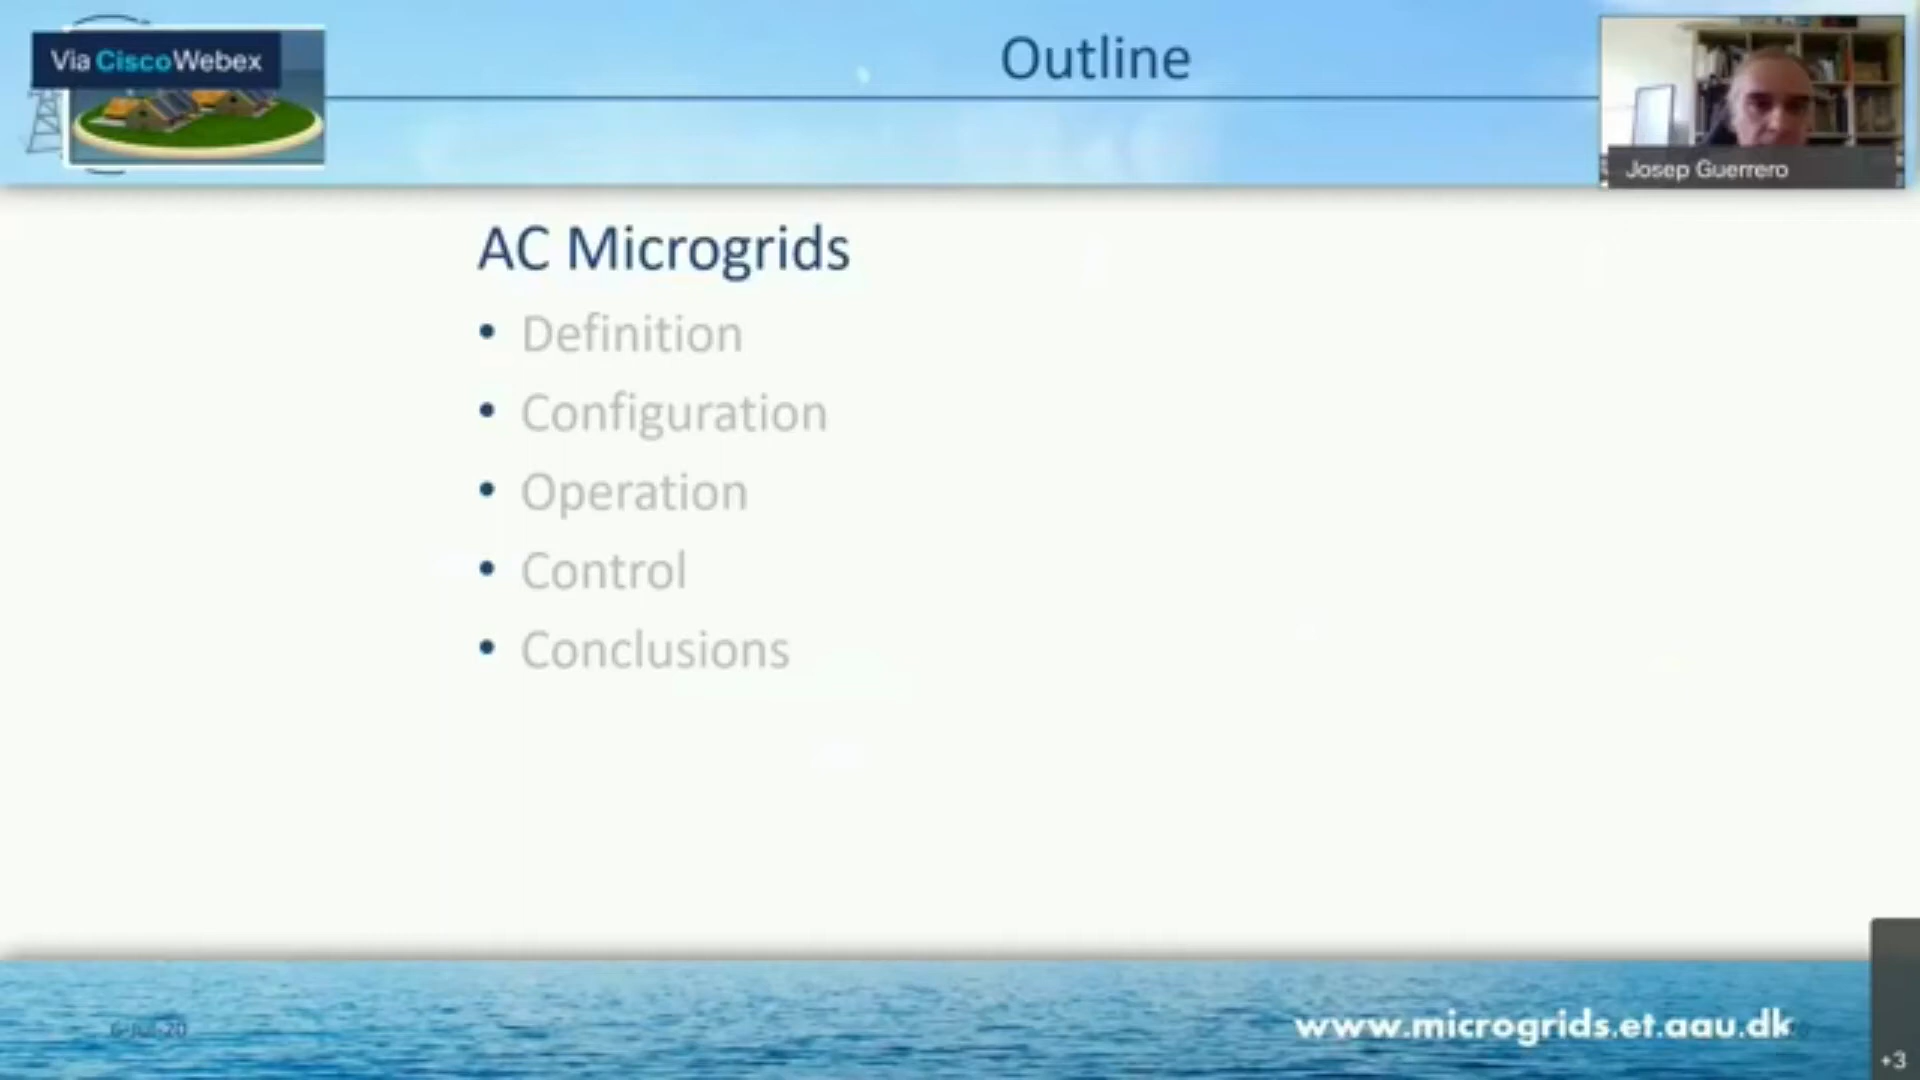 Via CiscoWebex
Outline
Josep Guerrero
AC Microgrids
• Definition
• Configuration
• Operation
• Control
• Conclusions
www.microgrids.et.aau.dk
+3